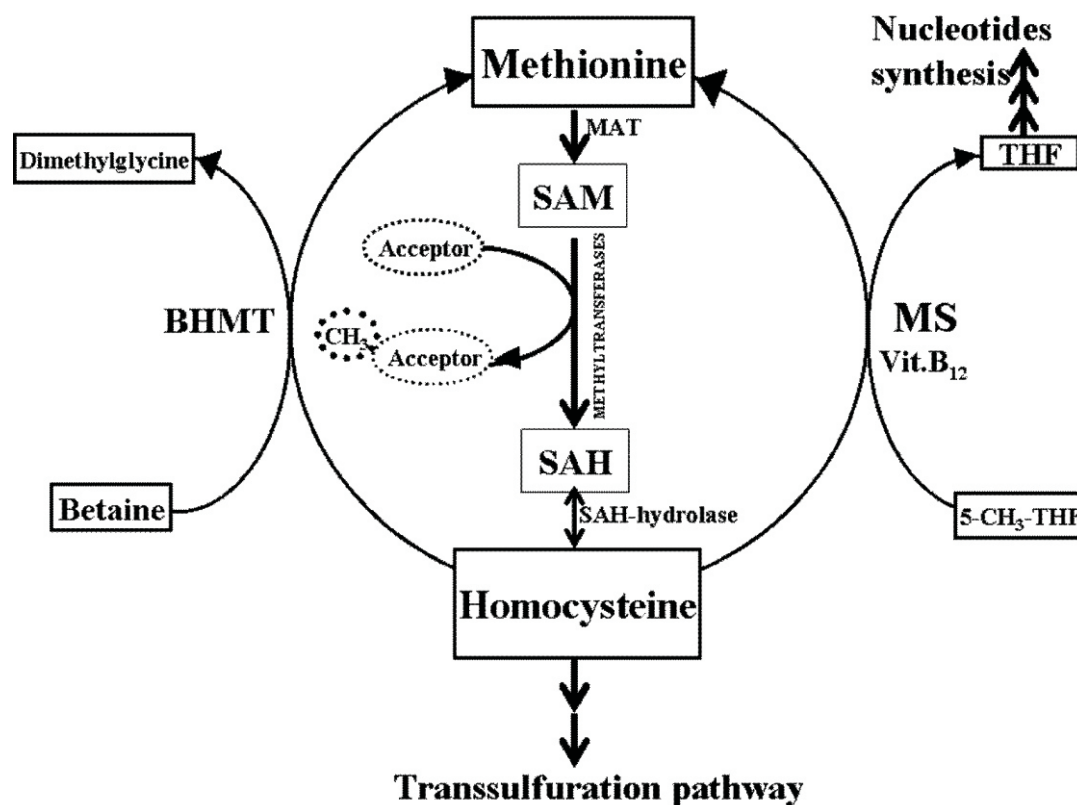 Nucleotides
synthesis
Methionine
MAT
Dimethylglycine
THF
SAM
Acceptor
METHYLTRANSFERASES
BHMT
CH₃
Acceptor
MS
Vit.B₁₂
SAH
Betaine
SAH-hydrolase
5-CH₃-THF
Homocysteine
Transsulfuration pathway